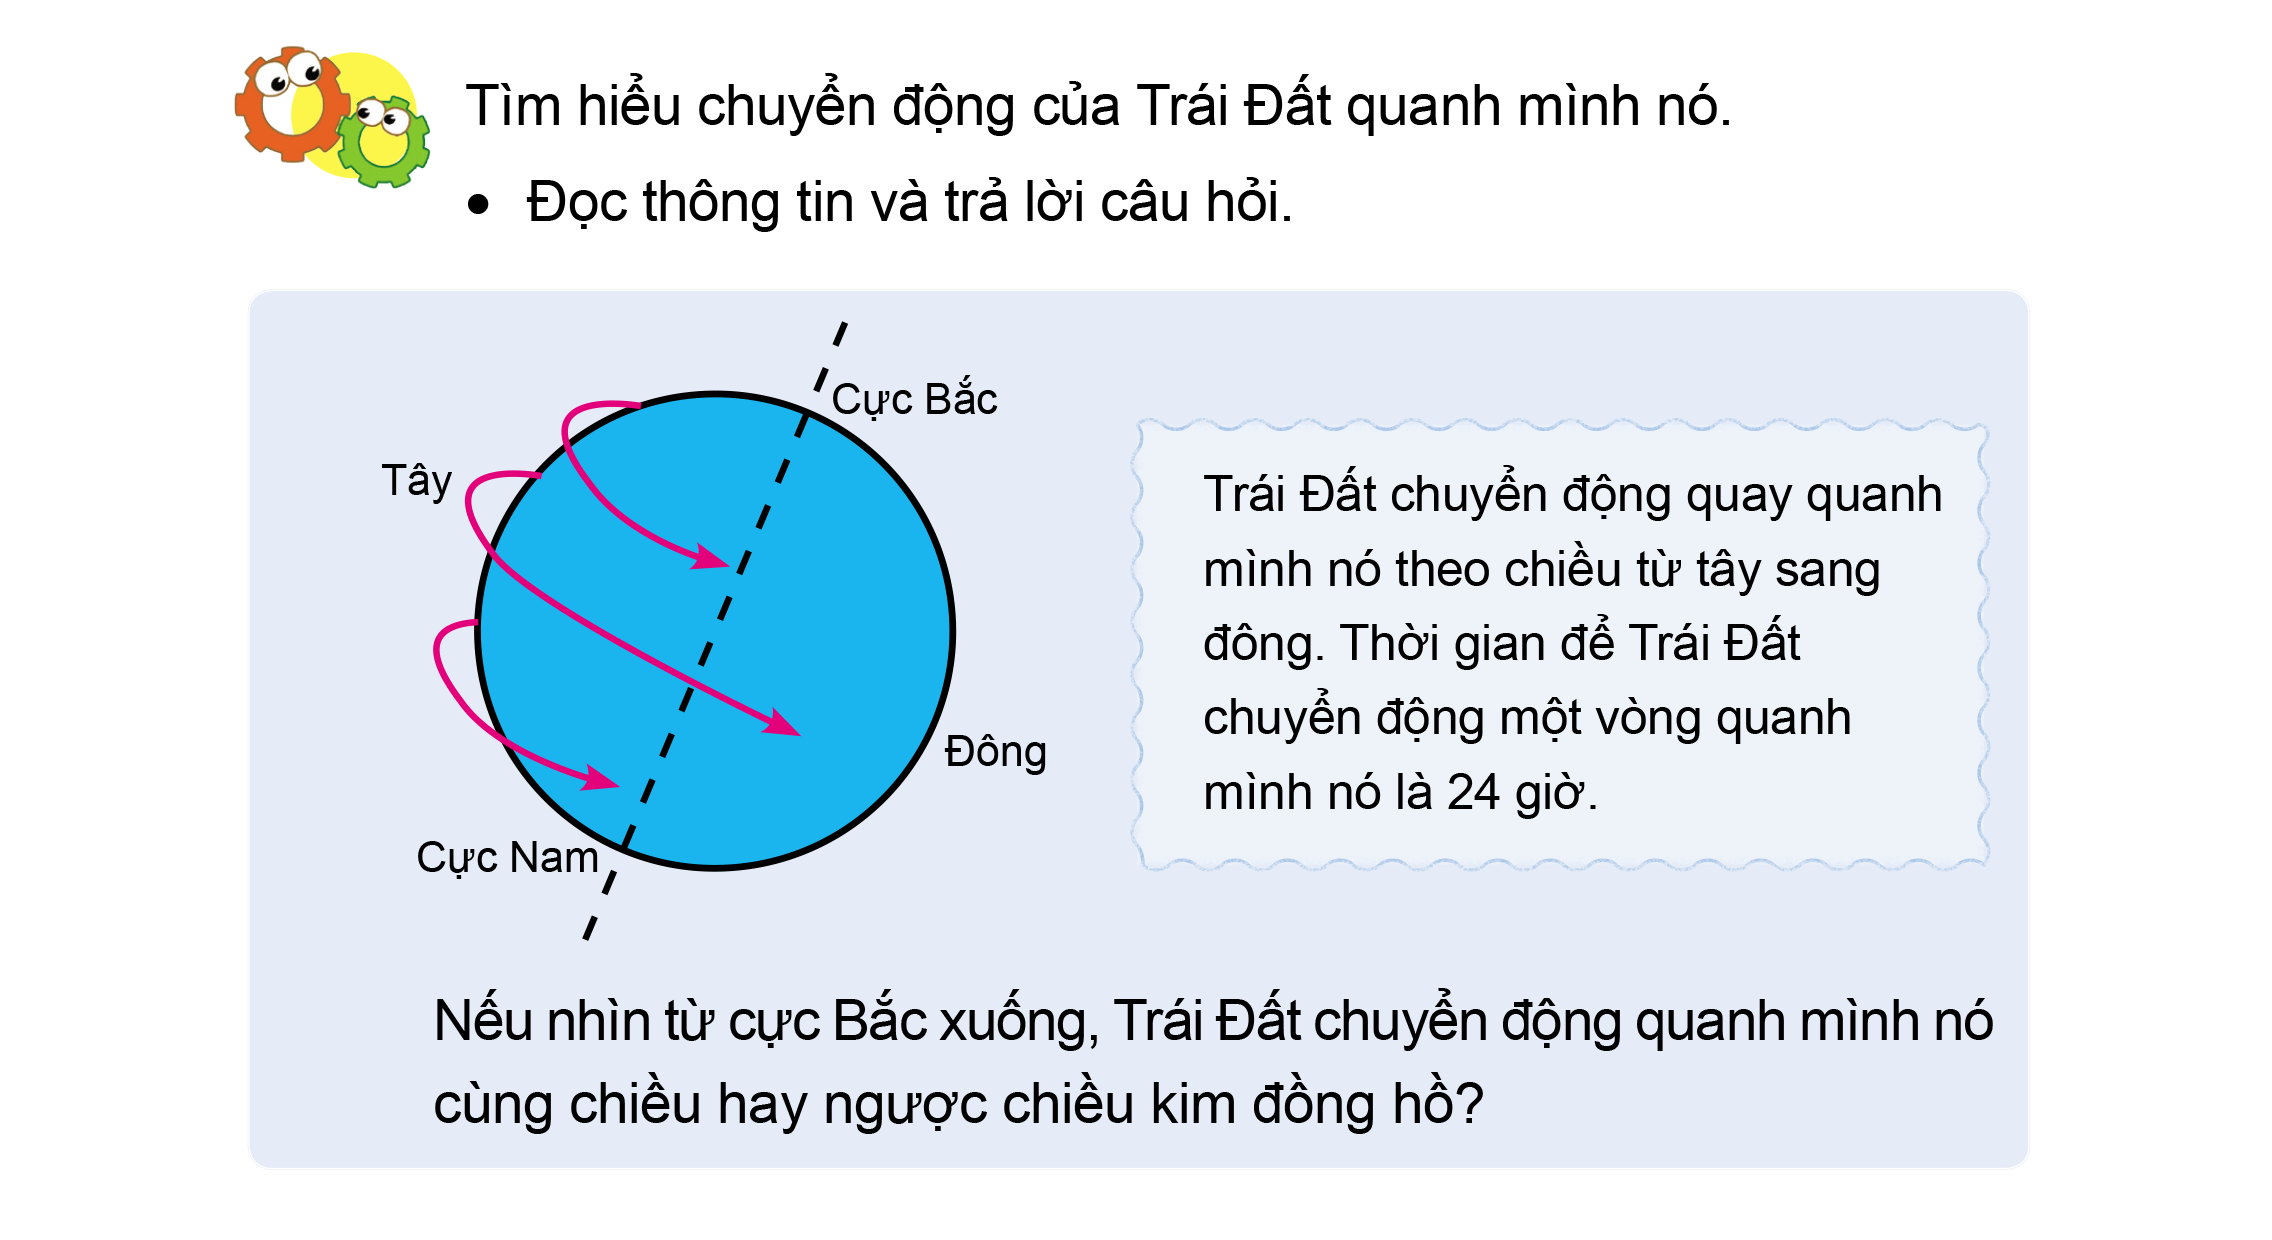 Tìm hiểu chuyển động của Trái Đất quanh mình nó.
• Đọc thông tin và trả lời câu hỏi.
Cực Bắc
Tây
Đông
Cực Nam
Trái Đất chuyển động quay quanh
mình nó theo chiều từ tây sang
đông. Thời gian để Trái Đất
chuyển động một vòng quanh
mình nó là 24 giờ.
Nếu nhìn từ cực Bắc xuống, Trái Đất chuyển động quanh mình nó
cùng chiều hay ngược chiều kim đồng hồ?